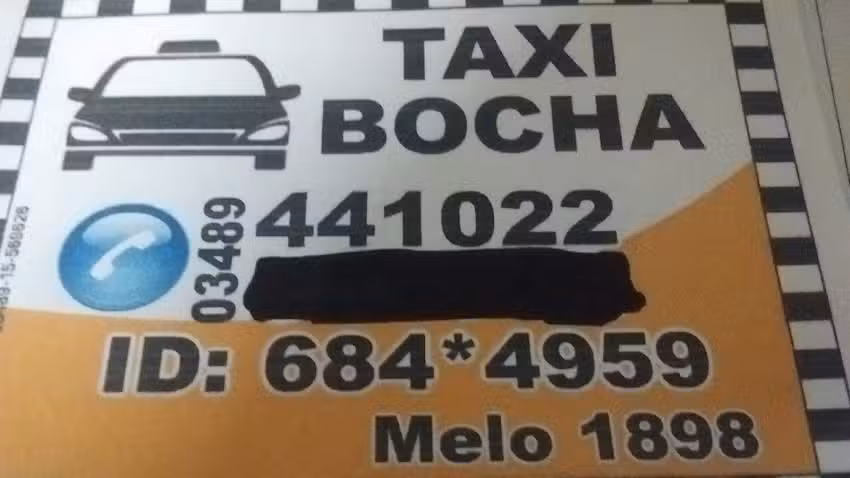 TAXI
BOCHA
03489
441022
ID: 684*4959
Melo 1898